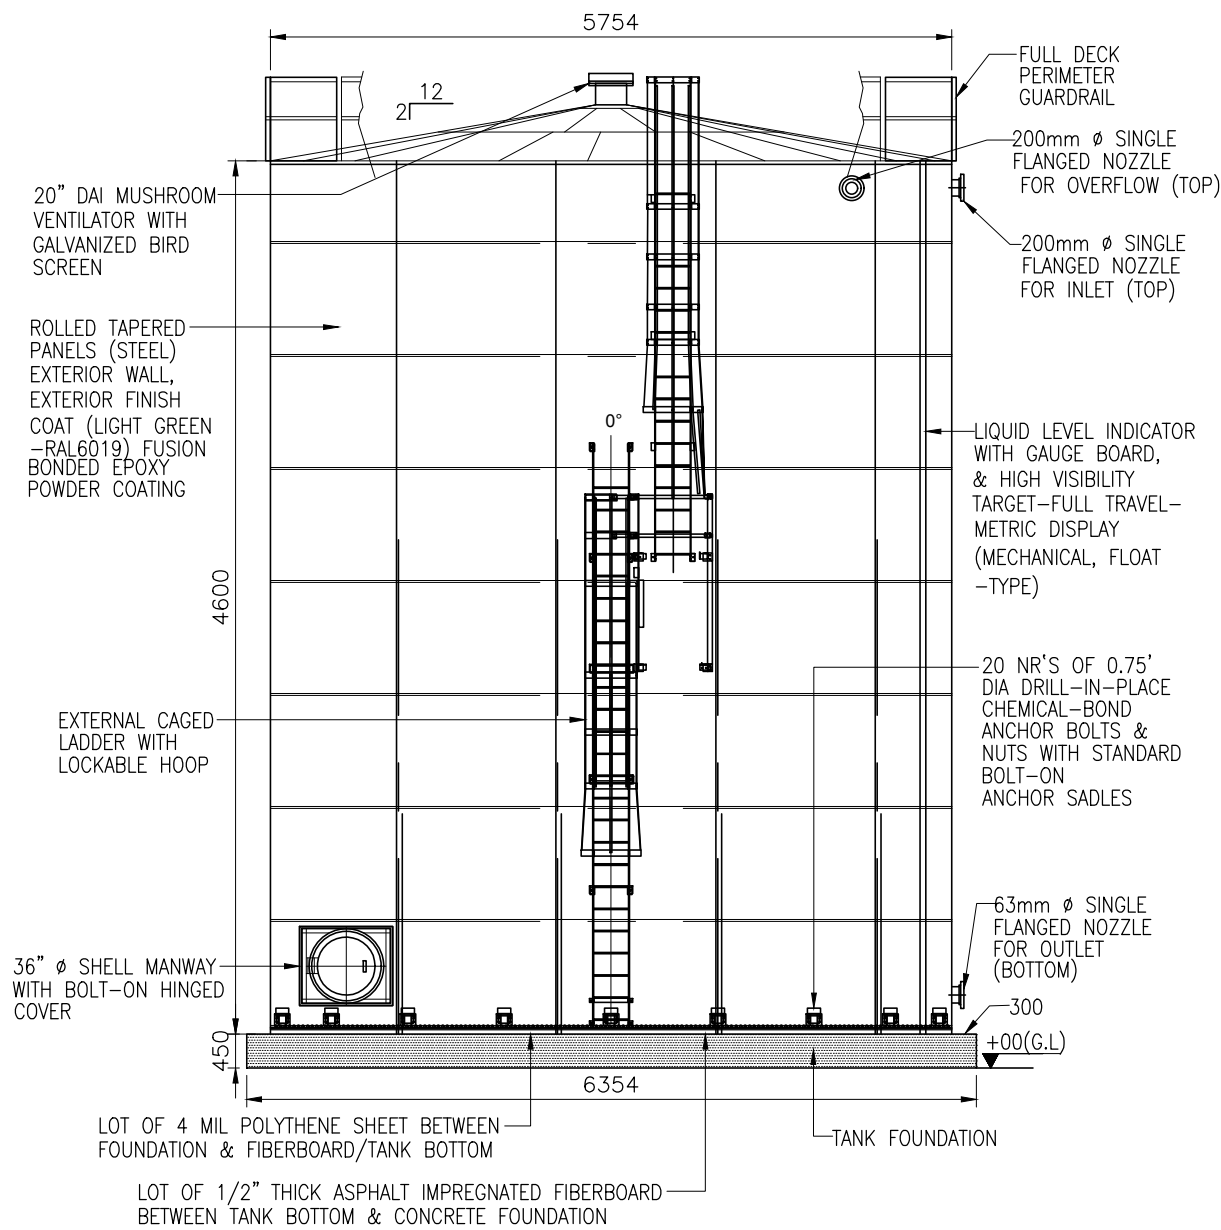 5754
FULL DECK
PERIMETER
GUARDRAIL
12
2
200mm ø SINGLE
FLANGED NOZZLE
FOR OVERFLOW (TOP)
20” DAI MUSHROOM
VENTILATOR WITH
GALVANIZED BIRD
SCREEN
200mm ø SINGLE
FLANGED NOZZLE
FOR INLET (TOP)
ROLLED TAPERED
PANELS (STEEL)
EXTERIOR WALL,
EXTERIOR FINISH
COAT (LIGHT GREEN
-RAL6019) FUSION
BONDED EPOXY
POWDER COATING
0°
LIQUID LEVEL INDICATOR
WITH GAUGE BOARD,
& HIGH VISIBILITY
TARGET-FULL TRAVEL-
METRIC DISPLAY
(MECHANICAL, FLOAT
-TYPE)
4600
20 NR'S OF 0.75'
DIA DRILL-IN-PLACE
CHEMICAL-BOND
ANCHOR BOLTS &
NUTS WITH STANDARD
BOLT-ON
ANCHOR SADLES
EXTERNAL CAGED
LADDER WITH
LOCKABLE HOOP
63mm ø SINGLE
FLANGED NOZZLE
FOR OUTLET
(BOTTOM)
36” ø SHELL MANWAY
WITH BOLT-ON HINGED
COVER
300
+00(G.L)
450
6354
LOT OF 4 MIL POLYTHENE SHEET BETWEEN
FOUNDATION & FIBERBOARD/TANK BOTTOM
TANK FOUNDATION
LOT OF 1/2” THICK ASPHALT IMPREGNATED FIBERBOARD
BETWEEN TANK BOTTOM & CONCRETE FOUNDATION